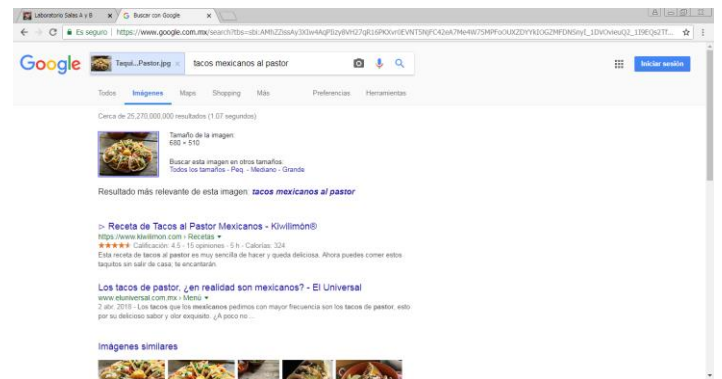 Laboratorio Salas A y B
Buscar con Google
Es seguro
Google
Taqui...Pastor.jpg ×
tacos mexicanos al pastor
Todos Imágenes Maps Shopping Más Preferencias Herramientas
Iniciar sesión
Cerca de 25,270,000,000 resultados (1.07 segundos)
Tamaño de la imagen:
680 × 510
Buscar esta imagen en otros tamaños:
Todos los tamaños - Peq. - Mediano - Grande
Resultado más relevante de esta imagen: tacos mexicanos al pastor
▷ Receta de Tacos al Pastor Mexicanos - Kiwilimón®
https://www.kiwilimon.com › Recetas ▾
★★★★★ Calificación: 4.5 - 15 opiniones - 5 h - Calorías: 324
Esta receta de tacos al pastor es muy sencilla de hacer y queda deliciosa. Ahora puedes comer estos
taquitos sin salir de casa, te encantarán.
Los tacos de pastor, ¿en realidad son mexicanos? - El Universal
www.eluniversal.com.mx › Menú ▾
2 abr. 2018 - Los tacos que los mexicanos pedimos con mayor frecuencia son los tacos de pastor, esto
por su delicioso sabor y olor exquisito. ¿A poco no ...
Imágenes similares